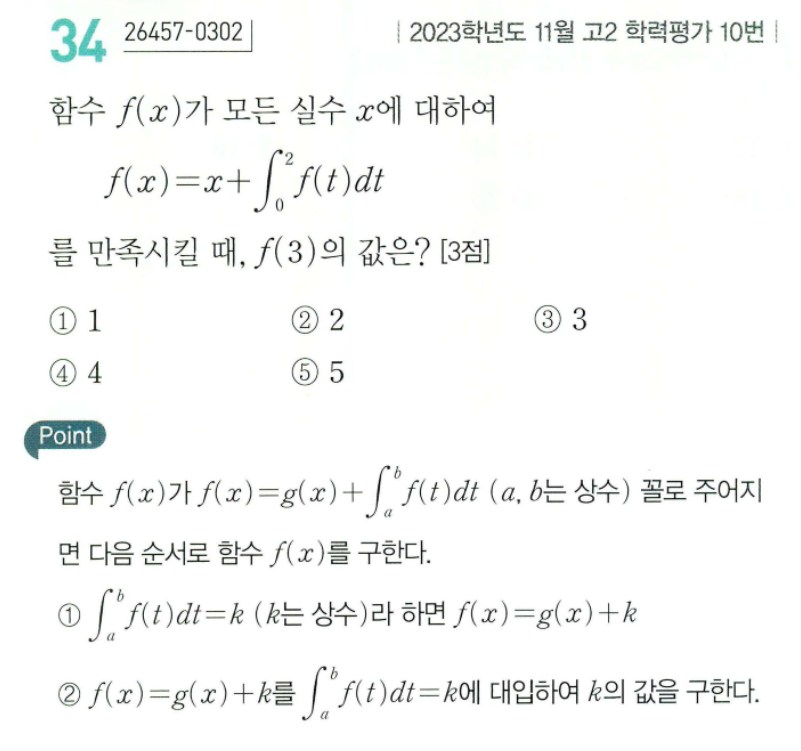 34 26457-0302 | 2023학년도 11월 고2 학력평가 10번 |
함수 f(x)가 모든 실수 x에 대하여
f(x)=x+∫₀² f(t)dt
를 만족시킬 때, f(3)의 값은? [3점]
① 1 ② 2 ③ 3
④ 4 ⑤ 5
Point
함수 f(x)가 f(x)=g(x)+∫ₐᵇ f(t)dt (a, b는 상수) 꼴로 주어지
면 다음 순서로 함수 f(x)를 구한다.
① ∫ₐᵇ f(t)dt=k (k는 상수)라 하면 f(x)=g(x)+k
② f(x)=g(x)+k를 ∫ₐᵇ f(t)dt=k에 대입하여 k의 값을 구한다.